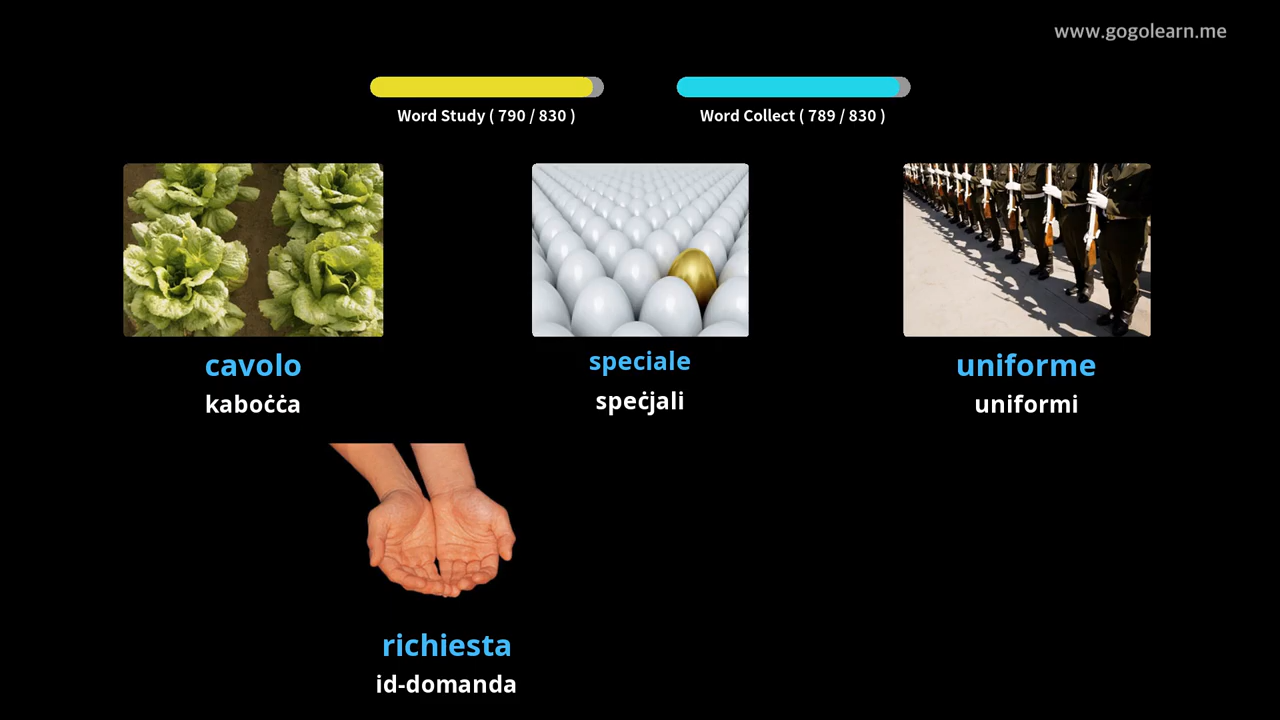 www.gogolearn.me
Word Study ( 790 / 830 )
Word Collect ( 789 / 830 )
cavolo
kaboċċa
speciale
speċjali
uniforme
uniformi
richiesta
id-domanda